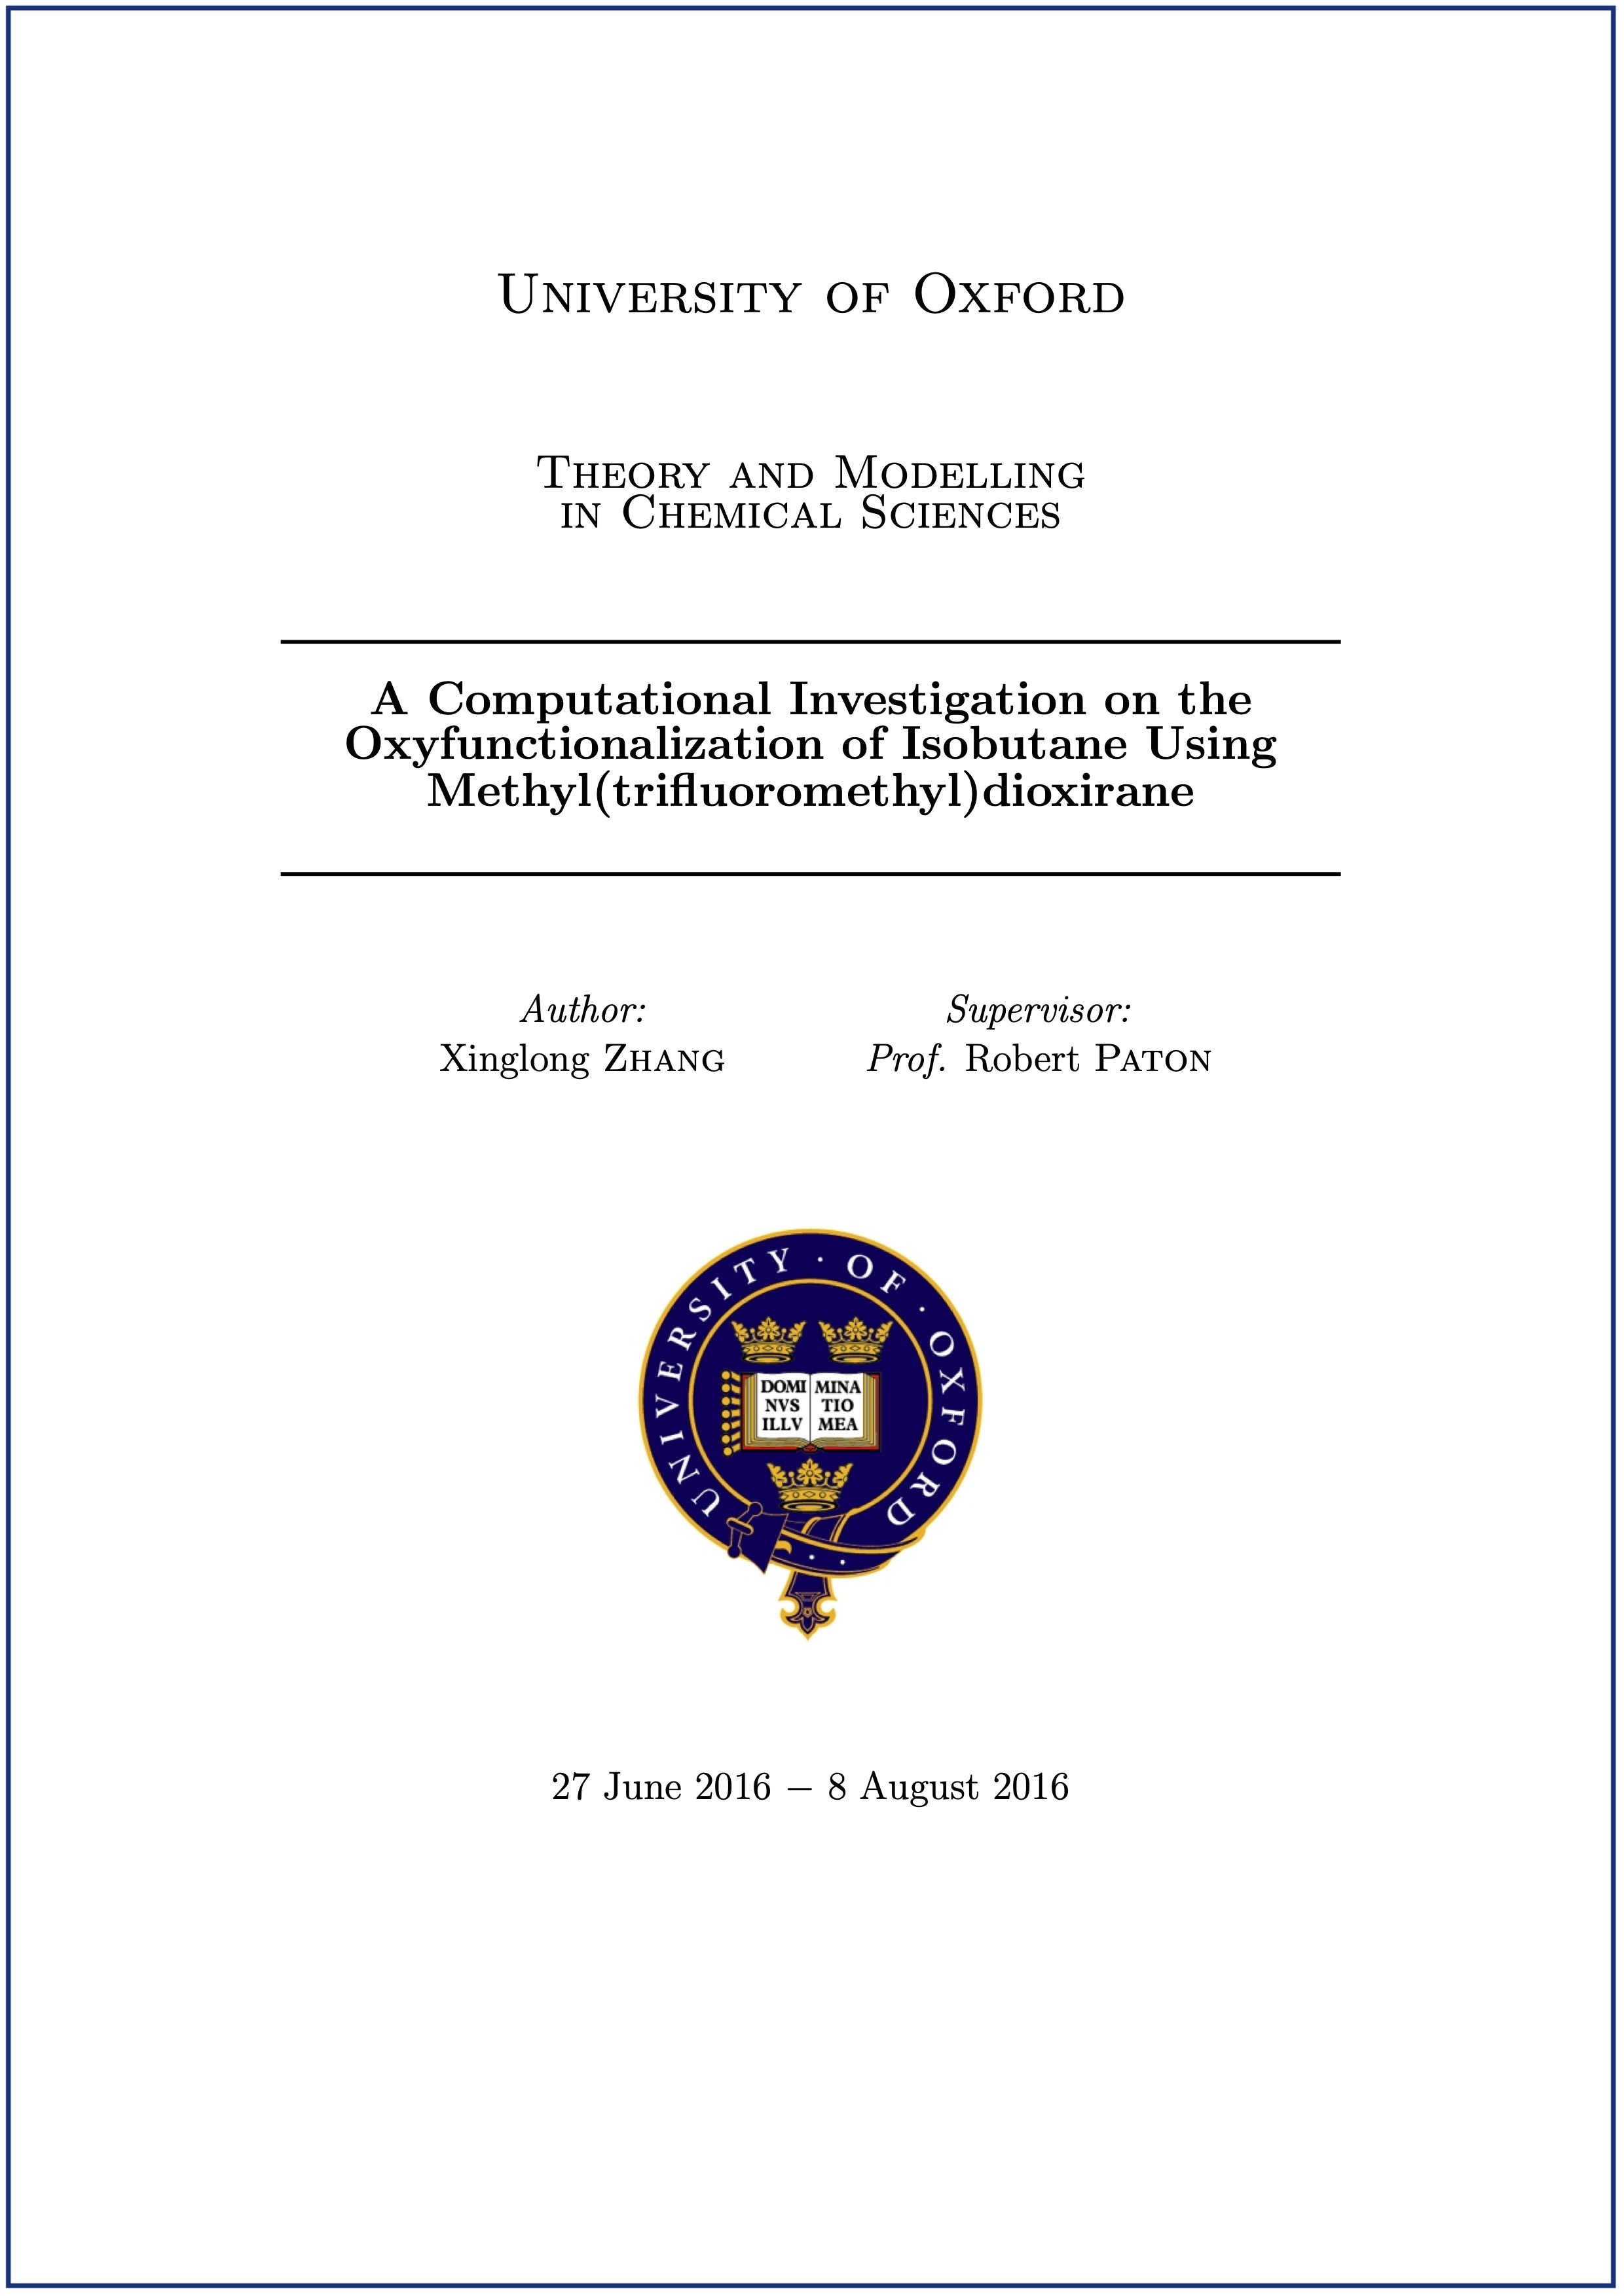 University of Oxford
Theory and Modelling
in Chemical Sciences
A Computational Investigation on the
Oxyfunctionalization of Isobutane Using
Methyl(trifluoromethyl)dioxirane
Author:
Xinglong Zhang
Supervisor:
Prof. Robert Paton
UNIVERSITY · OF · OXFORD
DOMI MINA
NVS TIO
ILLV MEA
27 June 2016 – 8 August 2016